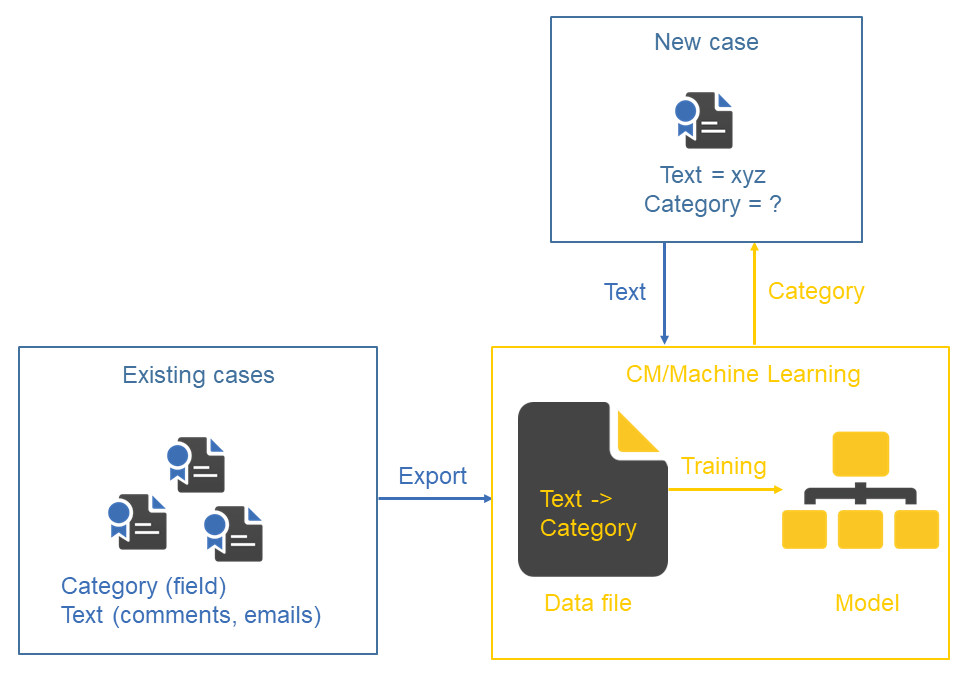 New case
Text = xyz
Category = ?
Text
Category
Existing cases
Category (field)
Text (comments, emails)
Export
CM/Machine Learning
Text ->
Category
Data file
Training
Model